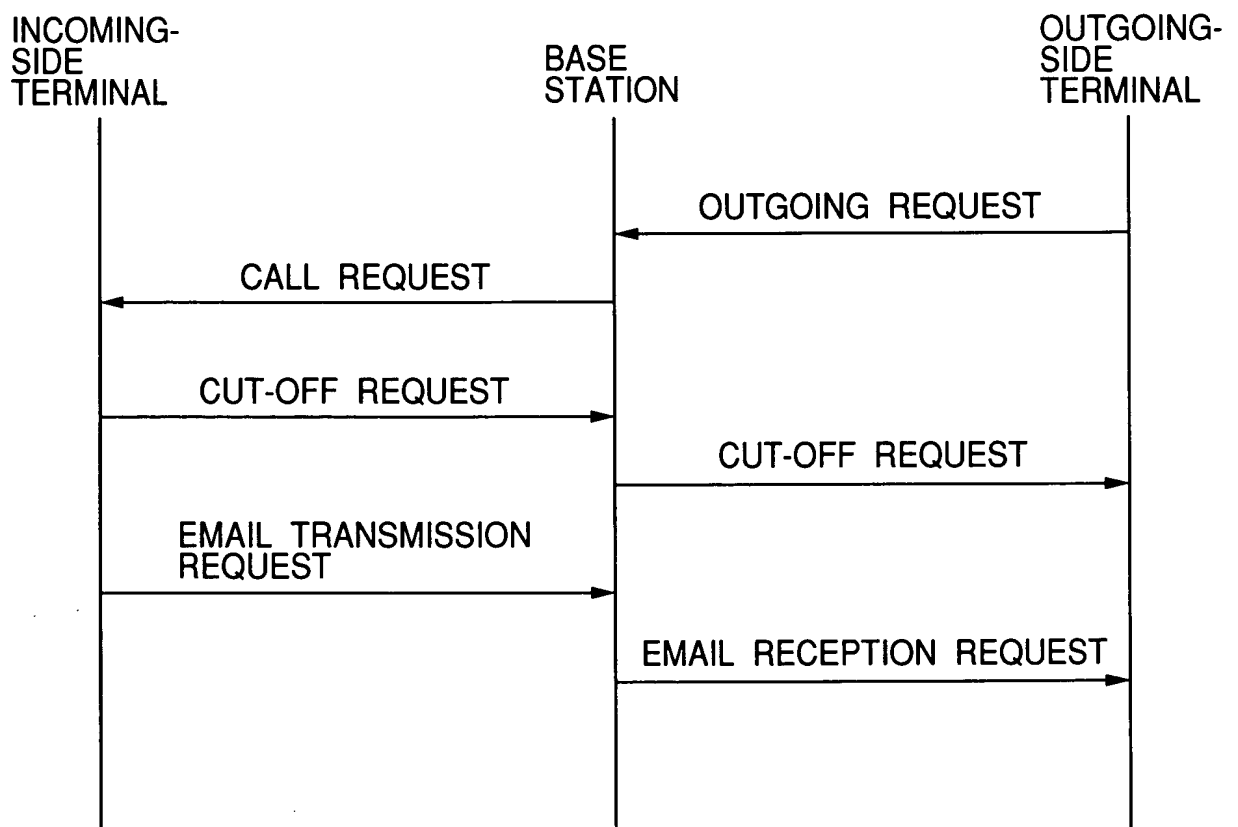 INCOMING-
SIDE
TERMINAL
BASE
STATION
OUTGOING-
SIDE
TERMINAL
OUTGOING REQUEST
CALL REQUEST
CUT-OFF REQUEST
CUT-OFF REQUEST
EMAIL TRANSMISSION
REQUEST
EMAIL RECEPTION REQUEST